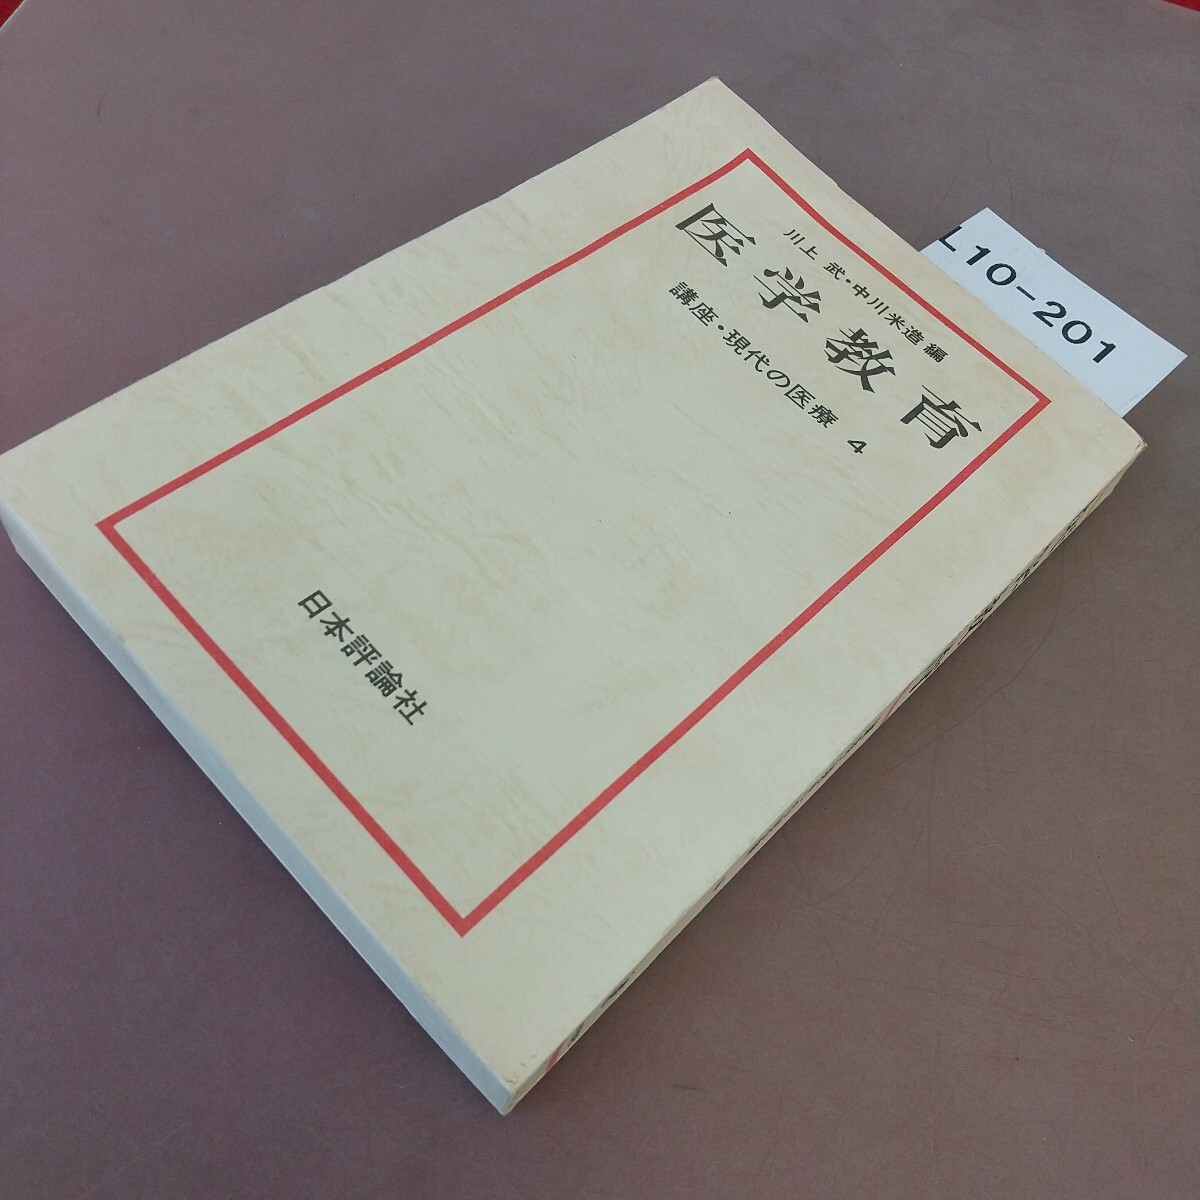 川上 武・中川米造編
医学教育
講座・現代の医療 4
日本評論社
L10-201